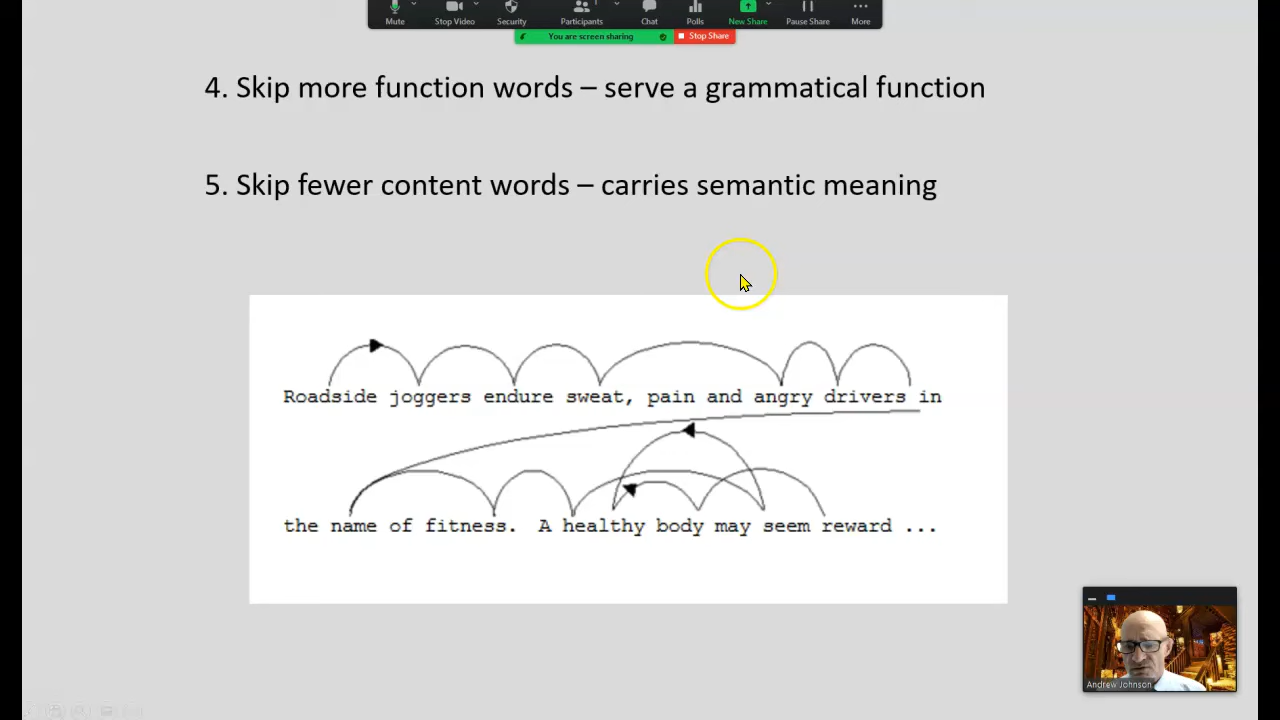 Mute Stop Video Security Participants 1 Chat Polls New Share Pause Share More
You are screen sharing Stop Share
4. Skip more function words – serve a grammatical function
5. Skip fewer content words – carries semantic meaning
Roadside joggers endure sweat, pain and angry drivers in
the name of fitness. A healthy body may seem reward ...
Andrew Johnson